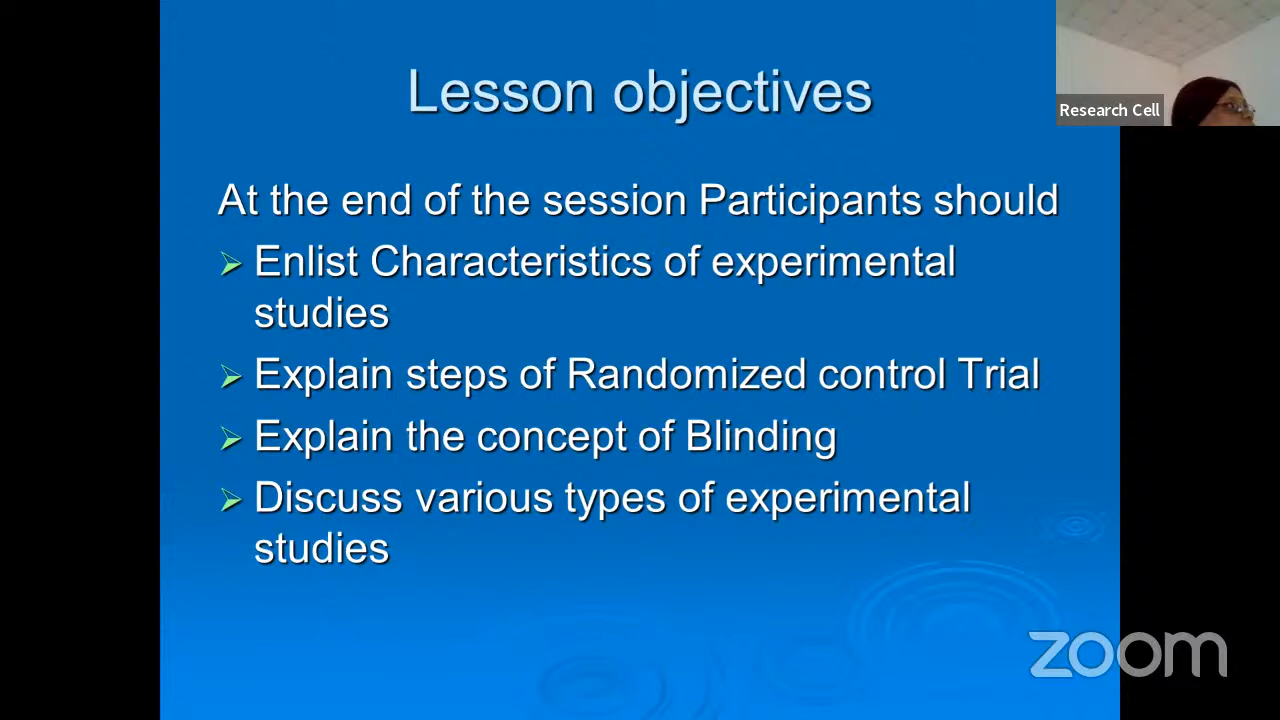 Lesson objectives
Research Cell
At the end of the session Participants should
Enlist Characteristics of experimental
studies
Explain steps of Randomized control Trial
Explain the concept of Blinding
Discuss various types of experimental
studies
zoom